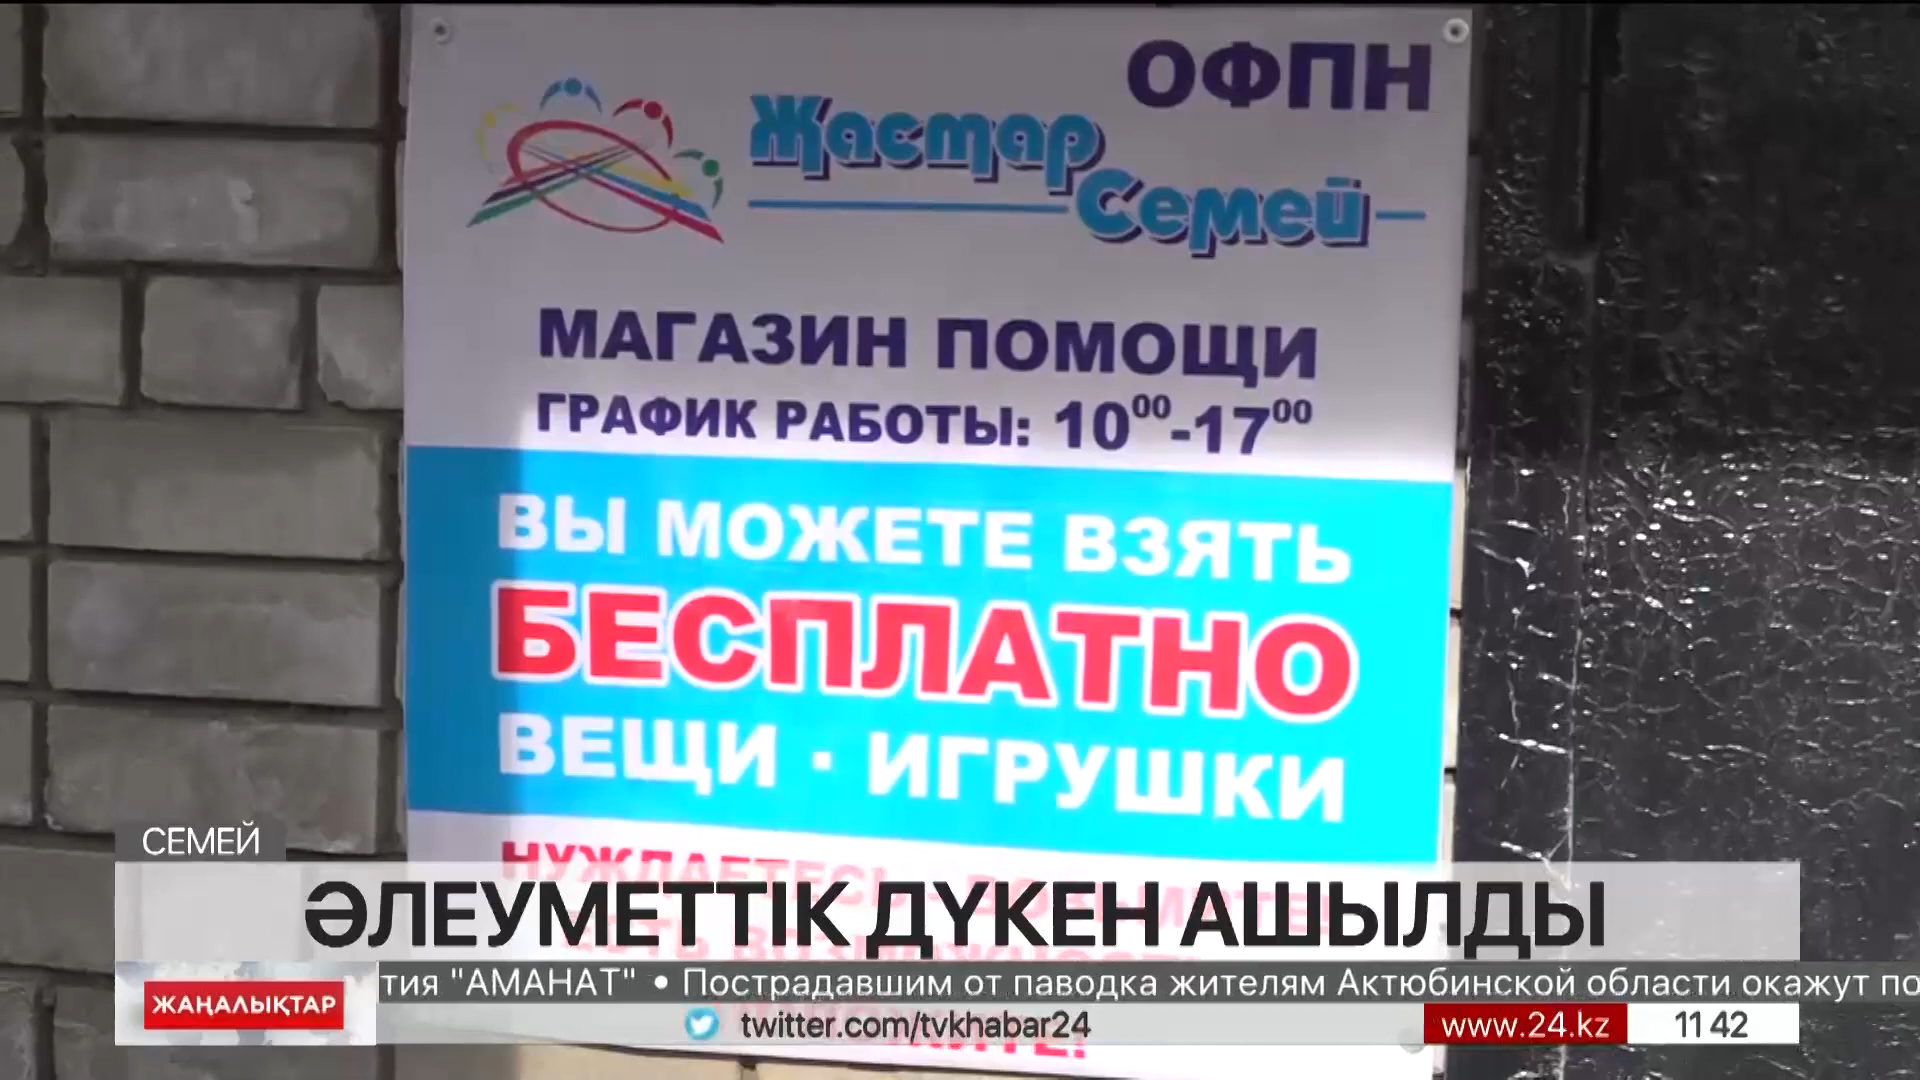 ОФПН
Жастар
Семей
МАГАЗИН ПОМОЩИ
ГРАФИК РАБОТЫ: 10⁰⁰-17⁰⁰
ВЫ МОЖЕТЕ ВЗЯТЬ
БЕСПЛАТНО
ВЕЩИ · ИГРУШКИ
НУЖДАЕТЕСЬ
СЕМЕЙ
ӘЛЕУМЕТТІК ДҮКЕН АШЫЛДЫ
ЖАҢАЛЫҚТАР
тия "АМАНАТ" • Пострадавшим от паводка жителям Актюбинской области окажут по
twitter.com/tvkhabar24
www.24.kz
11 42